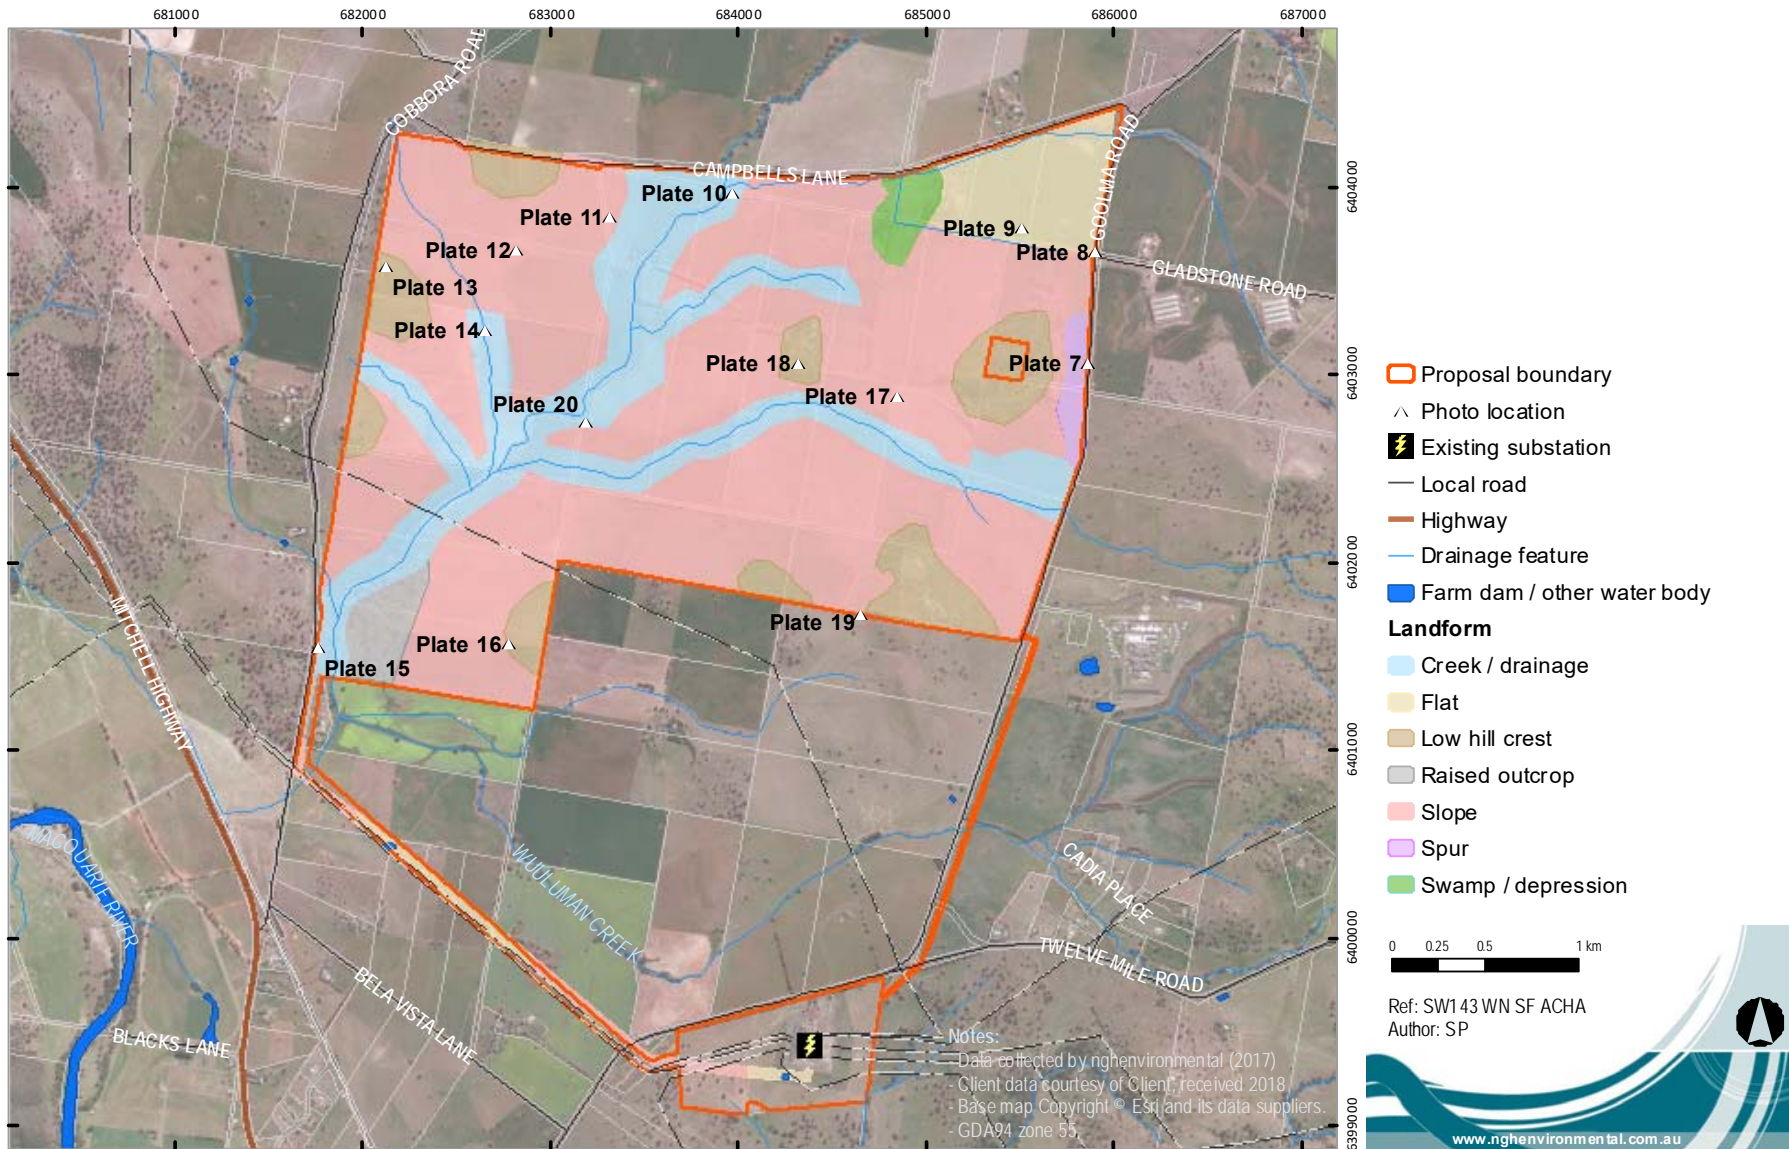 681000 682000 683000 684000 685000 686000 687000
COBBORA ROAD
CAMPBELLS LANE
GOOLMA ROAD
GLADSTONE ROAD
Plate 10
Plate 11
Plate 9
Plate 12
Plate 8
Plate 13
Plate 14
Plate 18
Plate 7
Plate 17
Plate 20
Plate 19
Plate 16
Plate 15
MITCHELL HIGHWAY
MACQUARIE RIVER
WUULUMAN CREEK
CADIA PLACE
TWELVE MILE ROAD
BELA VISTA LANE
BLACKS LANE
6404000
6403000
6402000
6401000
6400000
6399000
Notes:
- Data collected by nghenvironmental (2017)
- Client data courtesy of Client, received 2018
- Base map Copyright © Esri and its data suppliers.
- GDA94 zone 55
Proposal boundary
Photo location
Existing substation
Local road
Highway
Drainage feature
Farm dam / other water body
Landform
Creek / drainage
Flat
Low hill crest
Raised outcrop
Slope
Spur
Swamp / depression
0 0.25 0.5 1 km
Ref: SW143 WN SF ACHA
Author: SP
www.nghenvironmental.com.au